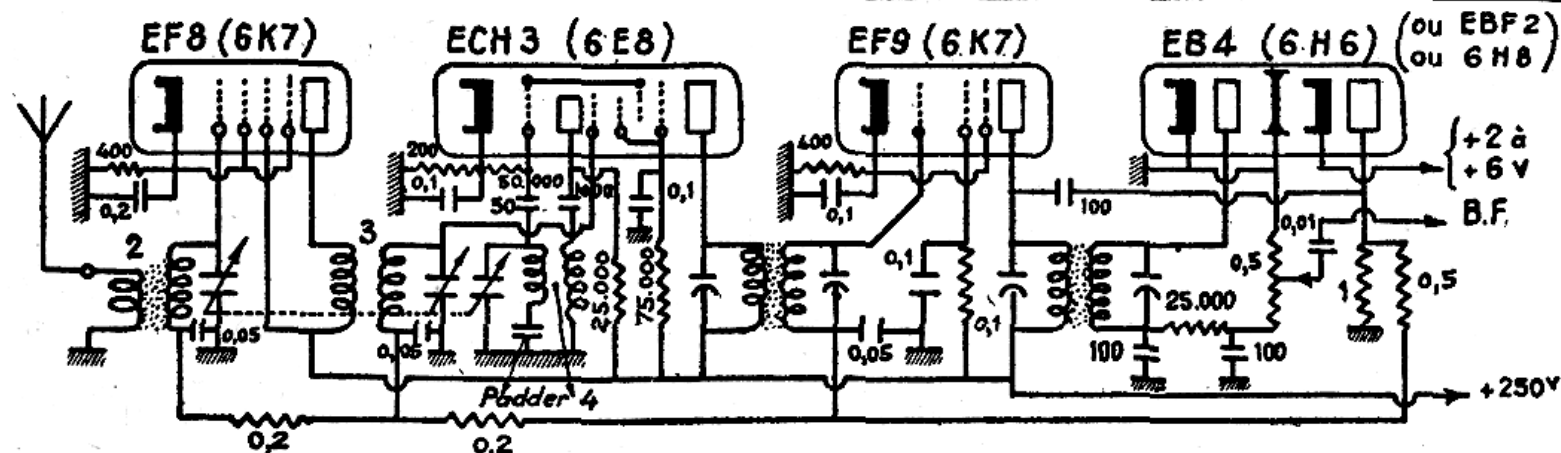 EF8 (6K7)
ECH3 (6E8)
EF9 (6K7)
EB4 (6H6)
(ou EBF2)
(ou 6H8)
400
0,2
200
0,1
50.000
50
0,1
400
0,1
100
+2 à
+6 V
B.F.
0,01
2
3
0,05
0,05
25.000
75.000
0,1
0,05
0,1
25.000
0,5
1
0,5
100
100
Padder 4
+250V
0,2
0,2